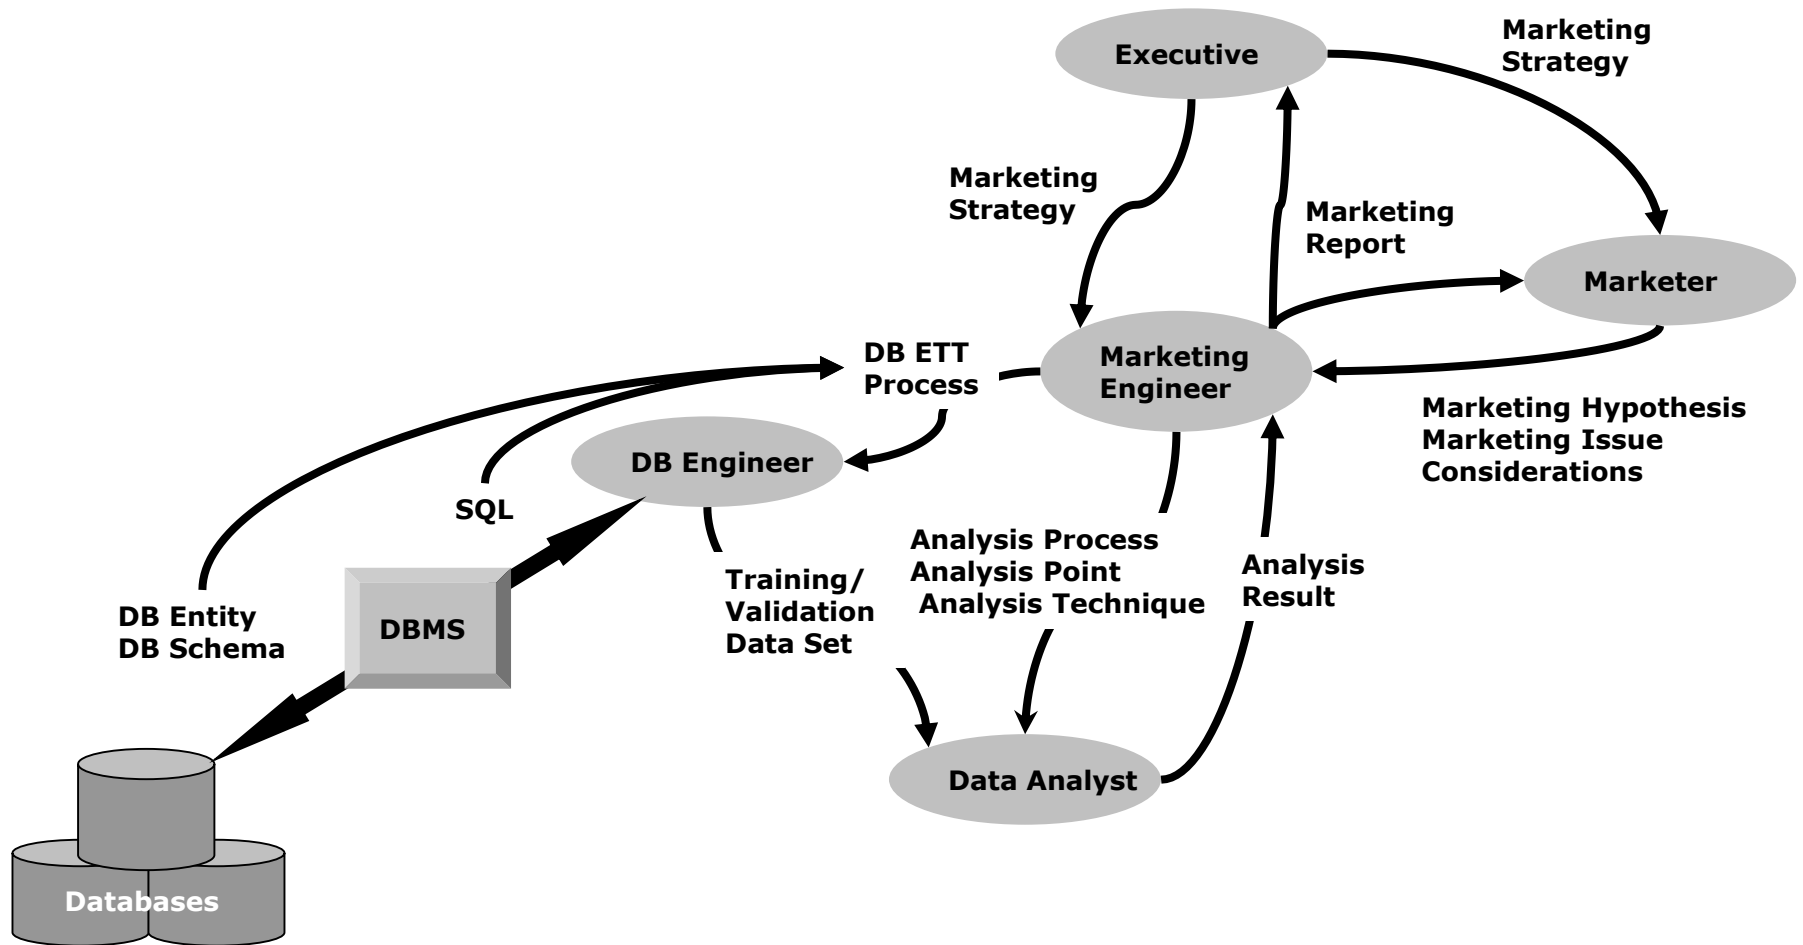 Executive
Marketing
Strategy
Marketing
Strategy
Marketing
Report
Marketer
DB ETT
Process
Marketing
Engineer
Marketing Hypothesis
Marketing Issue
Considerations
DB Engineer
SQL
Analysis Process
Analysis Point
Analysis Technique
Analysis
Result
Training/
Validation
Data Set
DB Entity
DB Schema
DBMS
Data Analyst
Databases